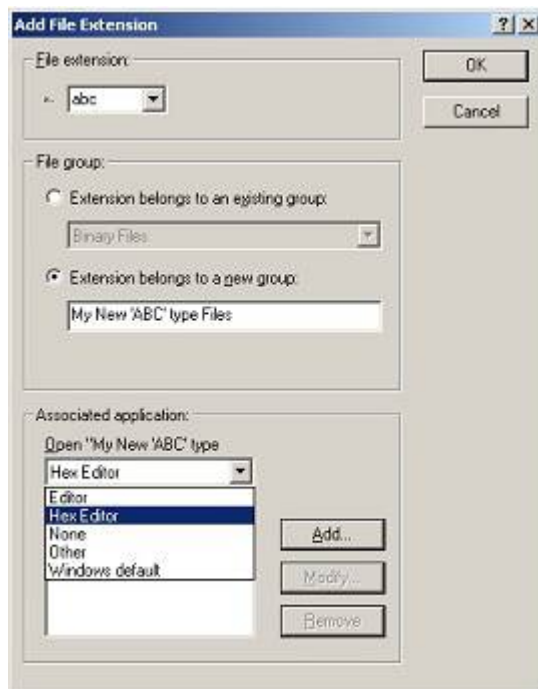 Add File Extension
File extension:
OK
*. abc
Cancel
File group:
Extension belongs to an existing group:
Binary Files
Extension belongs to a new group:
My New 'ABC' type Files
Associated application:
Open "My New 'ABC' type
Hex Editor
Editor
Hex Editor
None
Other
Windows default
Add...
Modify...
Remove